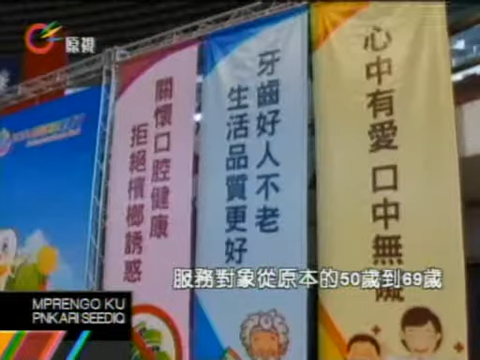 原視
關懷口腔健康
拒絕檳榔誘惑
牙齒好人不老
生活品質更好
心中有愛 口中無
服務對象從原本的50歲到69歲
MPRENGO KU
PNKARI SEEDIQ